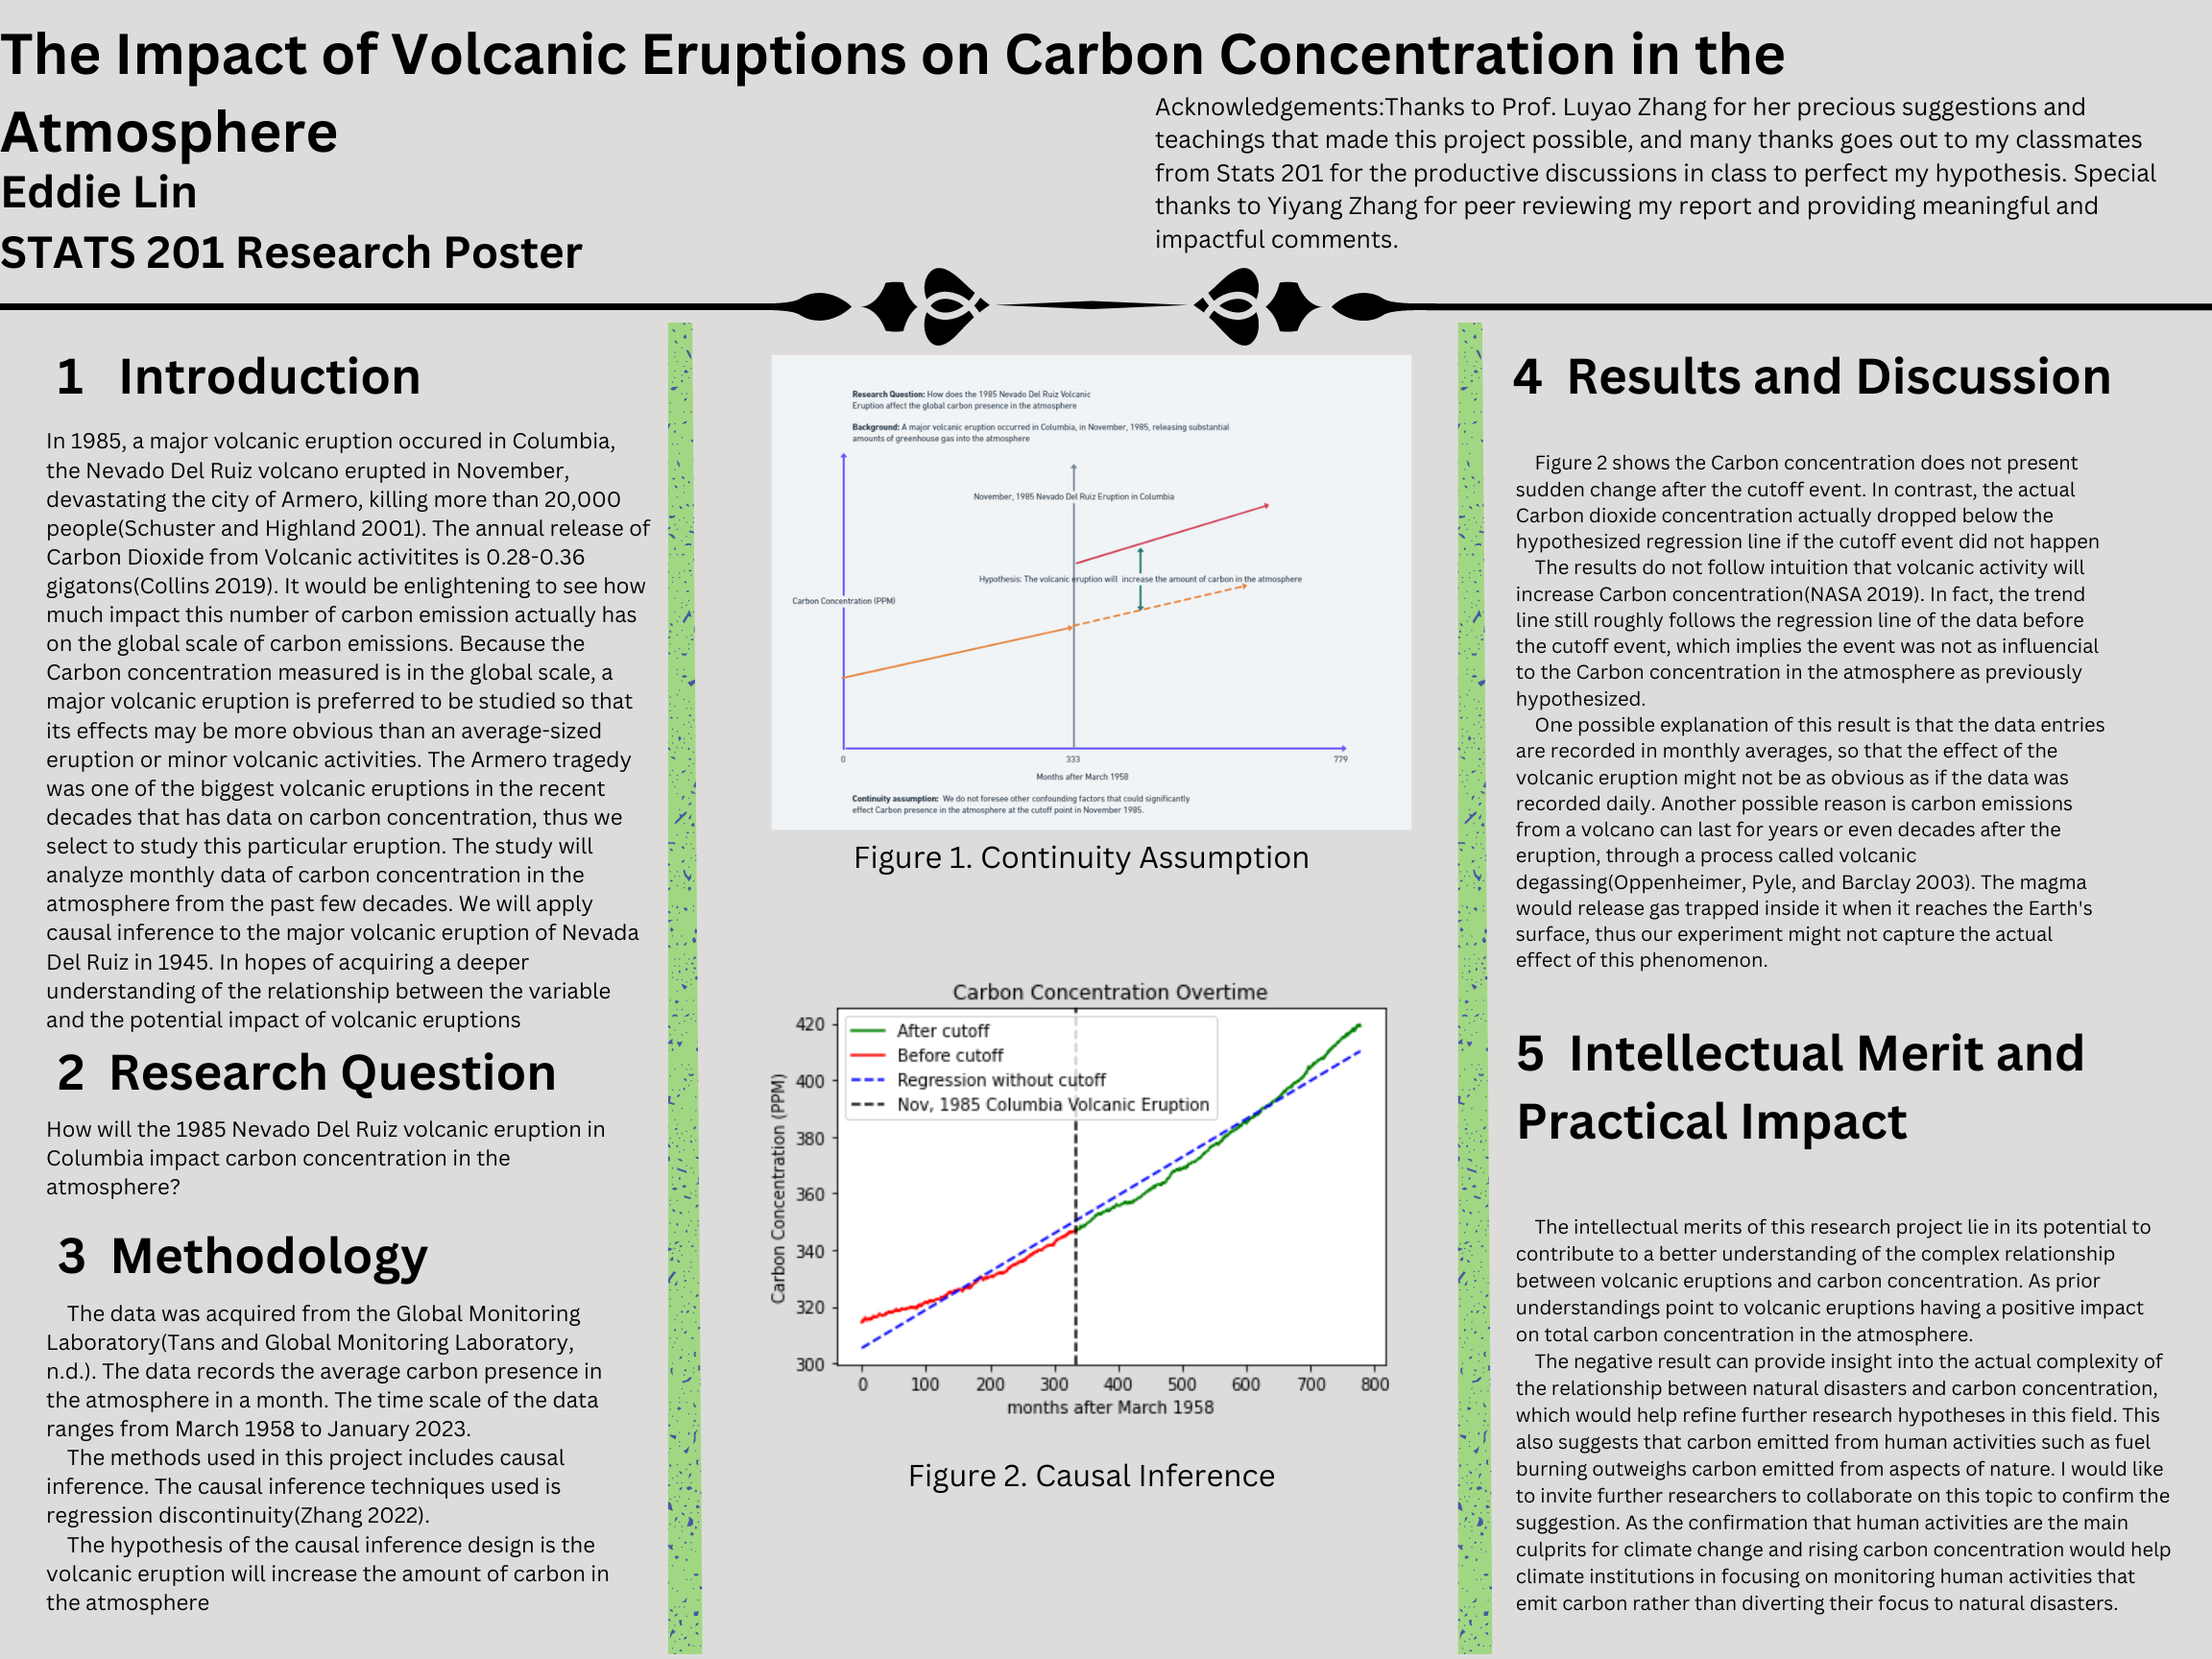 The Impact of Volcanic Eruptions on Carbon Concentration in the
Atmosphere
Eddie Lin
STATS 201 Research Poster
Acknowledgements:Thanks to Prof. Luyao Zhang for her precious suggestions and
teachings that made this project possible, and many thanks goes out to my classmates
from Stats 201 for the productive discussions in class to perfect my hypothesis. Special
thanks to Yiyang Zhang for peer reviewing my report and providing meaningful and
impactful comments.
1 Introduction
In 1985, a major volcanic eruption occured in Columbia,
the Nevado Del Ruiz volcano erupted in November,
devastating the city of Armero, killing more than 20,000
people(Schuster and Highland 2001). The annual release of
Carbon Dioxide from Volcanic activitites is 0.28-0.36
gigatons(Collins 2019). It would be enlightening to see how
much impact this number of carbon emission actually has
on the global scale of carbon emissions. Because the
Carbon concentration measured is in the global scale, a
major volcanic eruption is preferred to be studied so that
its effects may be more obvious than an average-sized
eruption or minor volcanic activities. The Armero tragedy
was one of the biggest volcanic eruptions in the recent
decades that has data on carbon concentration, thus we
select to study this particular eruption. The study will
analyze monthly data of carbon concentration in the
atmosphere from the past few decades. We will apply
causal inference to the major volcanic eruption of Nevada
Del Ruiz in 1945. In hopes of acquiring a deeper
understanding of the relationship between the variable
and the potential impact of volcanic eruptions
2 Research Question
How will the 1985 Nevado Del Ruiz volcanic eruption in
Columbia impact carbon concentration in the
atmosphere?
3 Methodology
The data was acquired from the Global Monitoring
Laboratory(Tans and Global Monitoring Laboratory,
n.d.). The data records the average carbon presence in
the atmosphere in a month. The time scale of the data
ranges from March 1958 to January 2023.
The methods used in this project includes causal
inference. The causal inference techniques used is
regression discontinuity(Zhang 2022).
The hypothesis of the causal inference design is the
volcanic eruption will increase the amount of carbon in
the atmosphere
Research Question: How does the 1985 Nevado Del Ruiz Volcanic
Eruption affect the global carbon presence in the atmosphere
Background: A major volcanic eruption occurred in Columbia, in November, 1985, releasing substantial
amounts of greenhouse gas into the atmosphere
November, 1985 Nevado Del Ruiz Eruption in Columbia
Hypothesis: The volcanic eruption will increase the amount of carbon in the atmosphere
Carbon Concentration (PPM)
0 333 779
Months after March 1958
Continuity assumption: We do not foresee other confounding factors that could significantly
effect Carbon presence in the atmosphere at the cutoff point in November 1985.
Figure 1. Continuity Assumption
Carbon Concentration Overtime
After cutoff
Before cutoff
Regression without cutoff
Nov, 1985 Columbia Volcanic Eruption
Carbon Concentration (PPM)
420
400
380
360
340
320
300
0 100 200 300 400 500 600 700 800
months after March 1958
Figure 2. Causal Inference
4 Results and Discussion
Figure 2 shows the Carbon concentration does not present
sudden change after the cutoff event. In contrast, the actual
Carbon dioxide concentration actually dropped below the
hypothesized regression line if the cutoff event did not happen
The results do not follow intuition that volcanic activity will
increase Carbon concentration(NASA 2019). In fact, the trend
line still roughly follows the regression line of the data before
the cutoff event, which implies the event was not as influencial
to the Carbon concentration in the atmosphere as previously
hypothesized.
One possible explanation of this result is that the data entries
are recorded in monthly averages, so that the effect of the
volcanic eruption might not be as obvious as if the data was
recorded daily. Another possible reason is carbon emissions
from a volcano can last for years or even decades after the
eruption, through a process called volcanic
degassing(Oppenheimer, Pyle, and Barclay 2003). The magma
would release gas trapped inside it when it reaches the Earth's
surface, thus our experiment might not capture the actual
effect of this phenomenon.
5 Intellectual Merit and
Practical Impact
The intellectual merits of this research project lie in its potential to
contribute to a better understanding of the complex relationship
between volcanic eruptions and carbon concentration. As prior
understandings point to volcanic eruptions having a positive impact
on total carbon concentration in the atmosphere.
The negative result can provide insight into the actual complexity of
the relationship between natural disasters and carbon concentration,
which would help refine further research hypotheses in this field. This
also suggests that carbon emitted from human activities such as fuel
burning outweighs carbon emitted from aspects of nature. I would like
to invite further researchers to collaborate on this topic to confirm the
suggestion. As the confirmation that human activities are the main
culprits for climate change and rising carbon concentration would help
climate institutions in focusing on monitoring human activities that
emit carbon rather than diverting their focus to natural disasters.